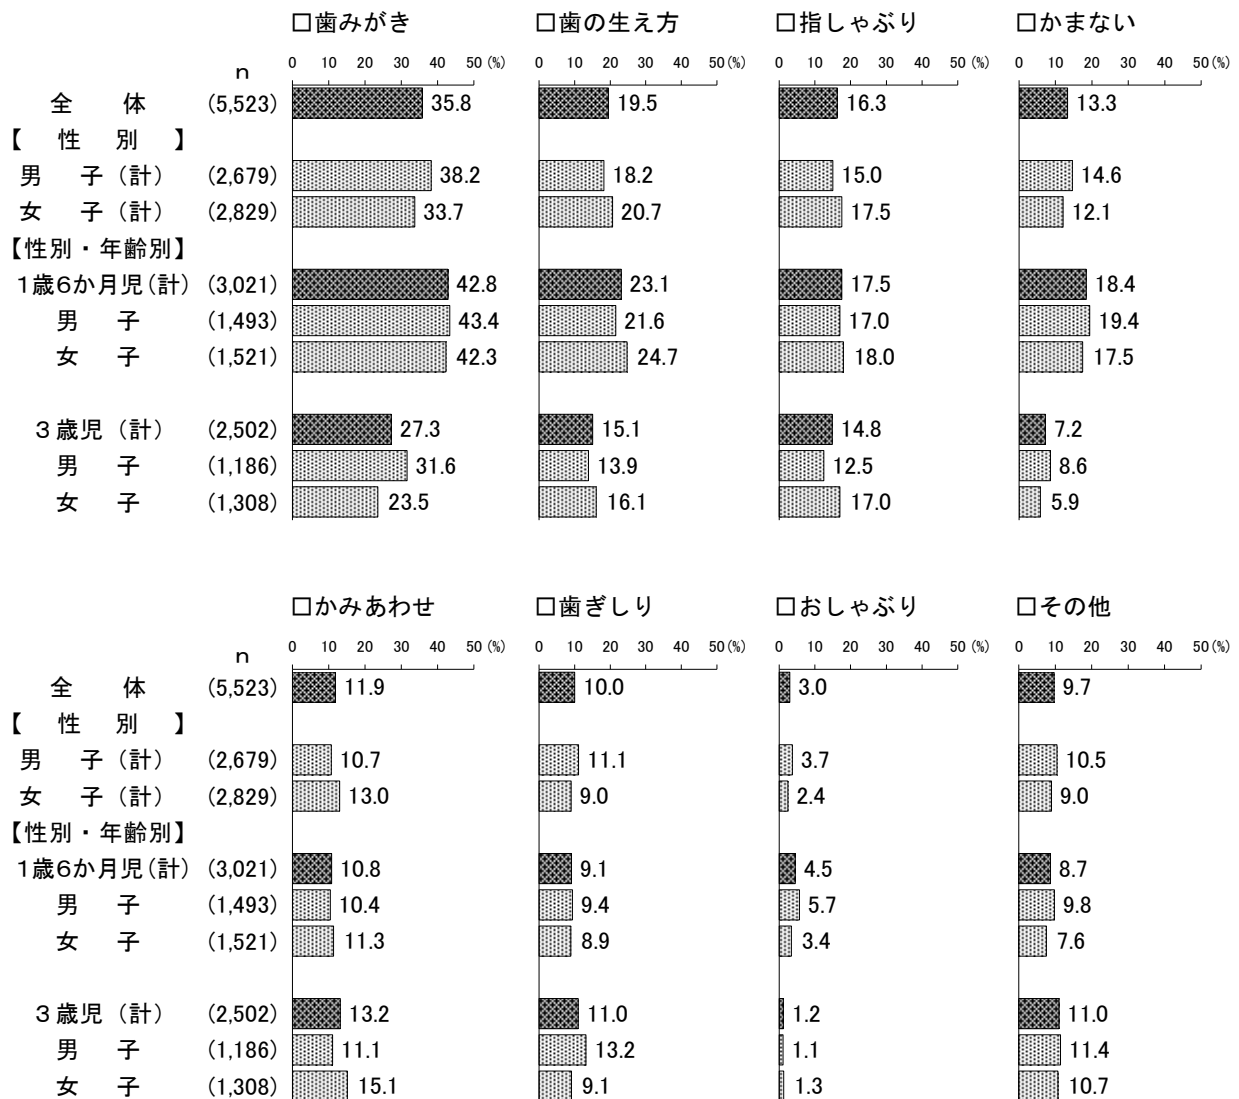 □歯みがき □歯の生え方 □指しゃぶり □かまない
n 0 10 20 30 40 50(%) 0 10 20 30 40 50(%) 0 10 20 30 40 50(%) 0 10 20 30 40 50(%)
全 体 (5,523) 35.8 19.5 16.3 13.3
【 性 別 】
男 子(計) (2,679) 38.2 18.2 15.0 14.6
女 子(計) (2,829) 33.7 20.7 17.5 12.1
【性別・年齢別】
1歳6か月児(計) (3,021) 42.8 23.1 17.5 18.4
男 子 (1,493) 43.4 21.6 17.0 19.4
女 子 (1,521) 42.3 24.7 18.0 17.5
3歳児(計) (2,502) 27.3 15.1 14.8 7.2
男 子 (1,186) 31.6 13.9 12.5 8.6
女 子 (1,308) 23.5 16.1 17.0 5.9
□かみあわせ □歯ぎしり □おしゃぶり □その他
n 0 10 20 30 40 50(%) 0 10 20 30 40 50(%) 0 10 20 30 40 50(%) 0 10 20 30 40 50(%)
全 体 (5,523) 11.9 10.0 3.0 9.7
【 性 別 】
男 子(計) (2,679) 10.7 11.1 3.7 10.5
女 子(計) (2,829) 13.0 9.0 2.4 9.0
【性別・年齢別】
1歳6か月児(計) (3,021) 10.8 9.1 4.5 8.7
男 子 (1,493) 10.4 9.4 5.7 9.8
女 子 (1,521) 11.3 8.9 3.4 7.6
3歳児(計) (2,502) 13.2 11.0 1.2 11.0
男 子 (1,186) 11.1 13.2 1.1 11.4
女 子 (1,308) 15.1 9.1 1.3 10.7